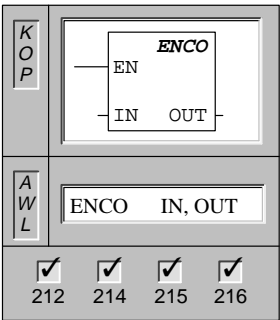 K
O
P
ENCO
EN
IN OUT
A
W
L
ENCO IN, OUT
212 214 215 216